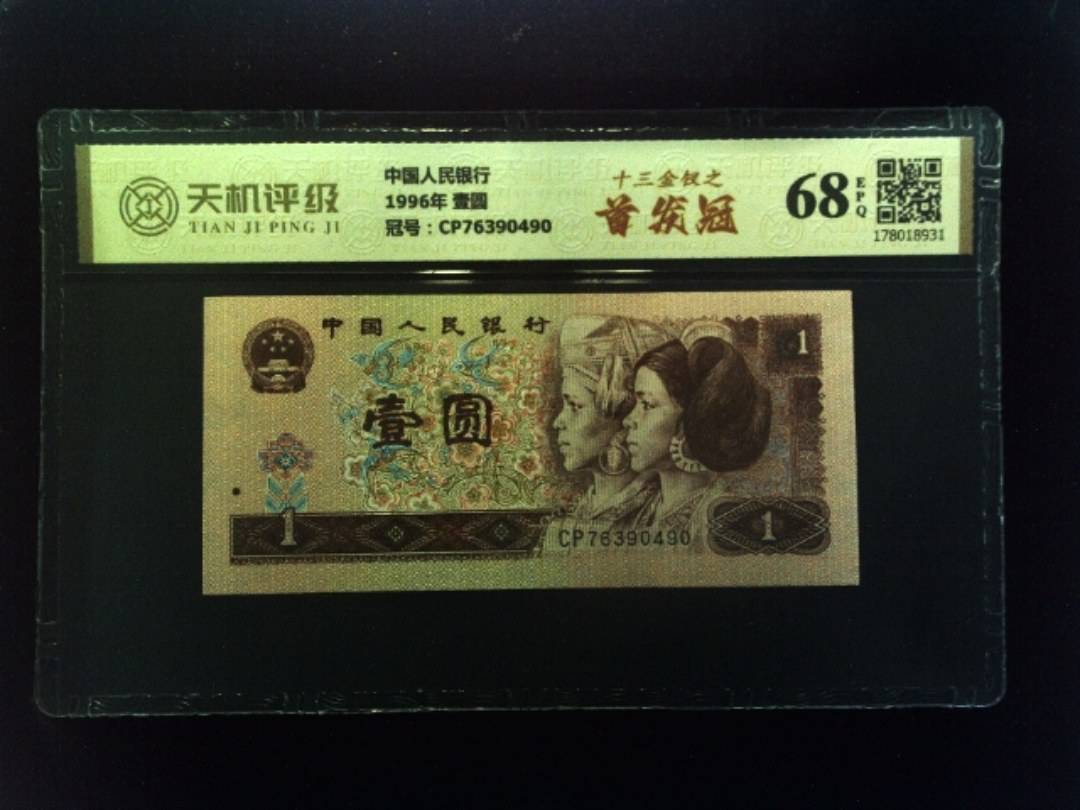 天机评级
TIAN JI PING JI
中国人民银行
1996年 壹圆
冠号：CP76390490
十三金钗之
首发冠
68
EPQ
178018931
中国人民银行
1
壹圆
1
CP76390490
1